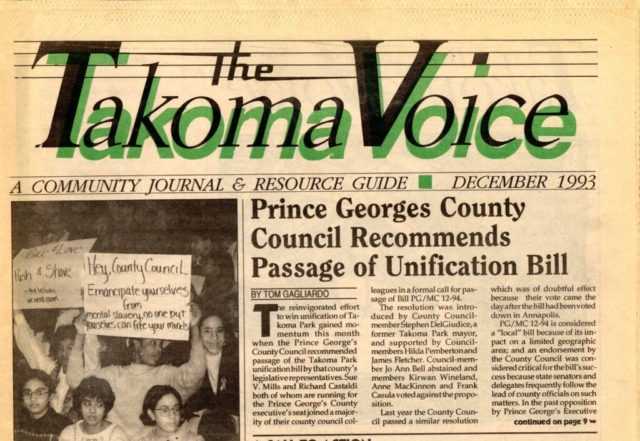 The
Takoma Voice
A COMMUNITY JOURNAL & RESOURCE GUIDE DECEMBER 1993
Hey, County Council
Emancipate yourselves
from
mental slavery, no one but
ourselves can free your minds
Prince Georges County
Council Recommends
Passage of Unification Bill
BY TOM GAGLIARDO
The reinvigorated effort
to win unification of Ta-
koma Park gained mo-
mentum this month
when the Prince George's
County Council recommended
passage of the Takoma Park
unification bill by that county's
legislative representatives. Sue
V. Mills and Richard Castaldi
both of whom are running for
the Prince George's County
executive's seat joined a major-
ity of their county council col-
leagues in a formal call for pas-
sage of Bill PG/MC 12-94.
The resolution was intro-
duced by County Council-
member Stephen DelGiudice, a
former Takoma Park mayor,
and supported by Council-
members Hilda Pemberton and
James Fletcher. Council-mem-
ber Jo Ann Bell abstained and
members Kirwan Wineland,
Anne MacKinnon and Frank
Casula voted against the propo-
sition.
Last year the County Coun-
cil passed a similar resolution
which was of doubtful effect
because their vote came the
day after the bill had been voted
down in Annapolis.
PG/MC 12-94 is considered
a "local" bill because of its im-
pact on a limited geographic
area; and an endorsement by
the County Council was con-
sidered critical for the bill's suc-
cess because state senators and
delegates frequently follow the
lead of county officials on such
matters. In the past opposition
by Prince George's Executive
continued on page 9